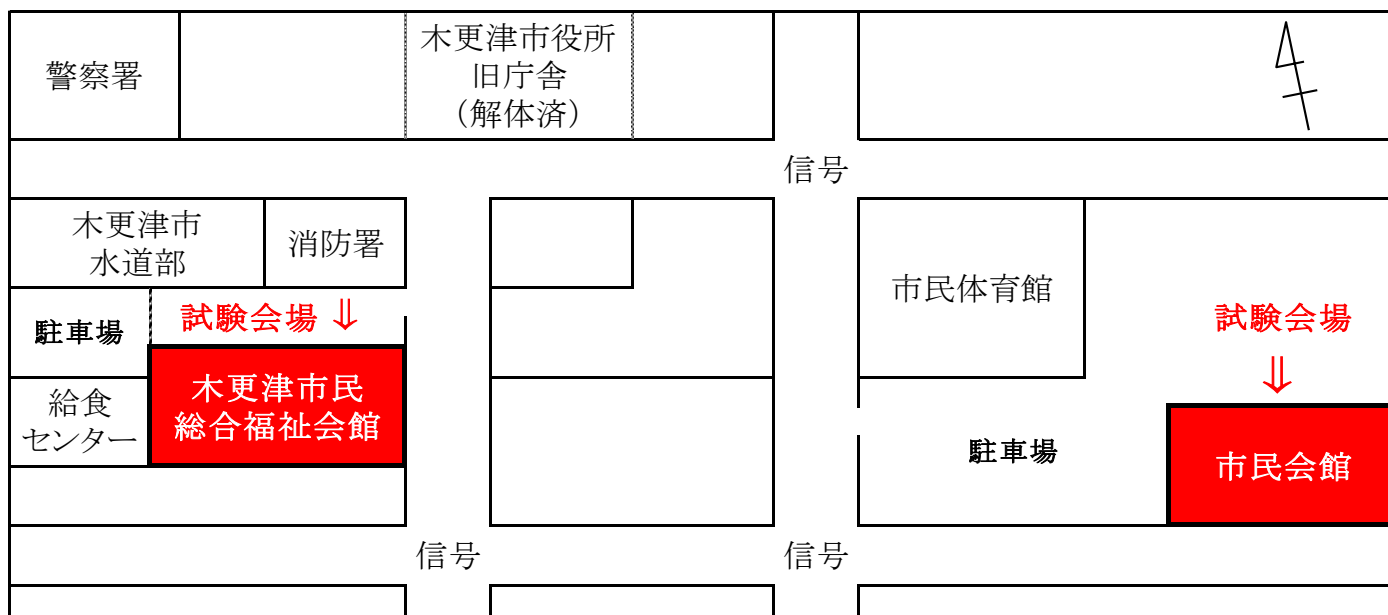 警察署
木更津市役所
旧庁舎
（解体済）
信号
木更津市
水道部
消防署
市民体育館
駐車場
試験会場 ⇓
試験会場
⇓
給食
センター
木更津市民
総合福祉会館
駐車場
市民会館
信号
信号